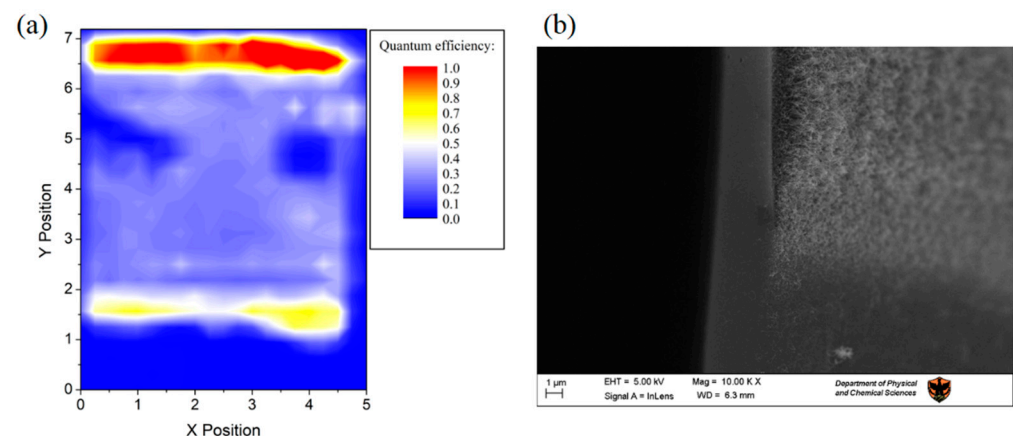 (a)
(b)
Quantum efficiency:
1.0
0.9
0.8
0.7
0.6
0.5
0.4
0.3
0.2
0.1
0.0
7
6
5
4
3
2
1
0
Y Position
0 1 2 3 4 5
X Position
1 µm
EHT = 5.00 kV Mag = 10.00 K X
Signal A = InLens WD = 6.3 mm
Department of Physical
and Chemical Sciences